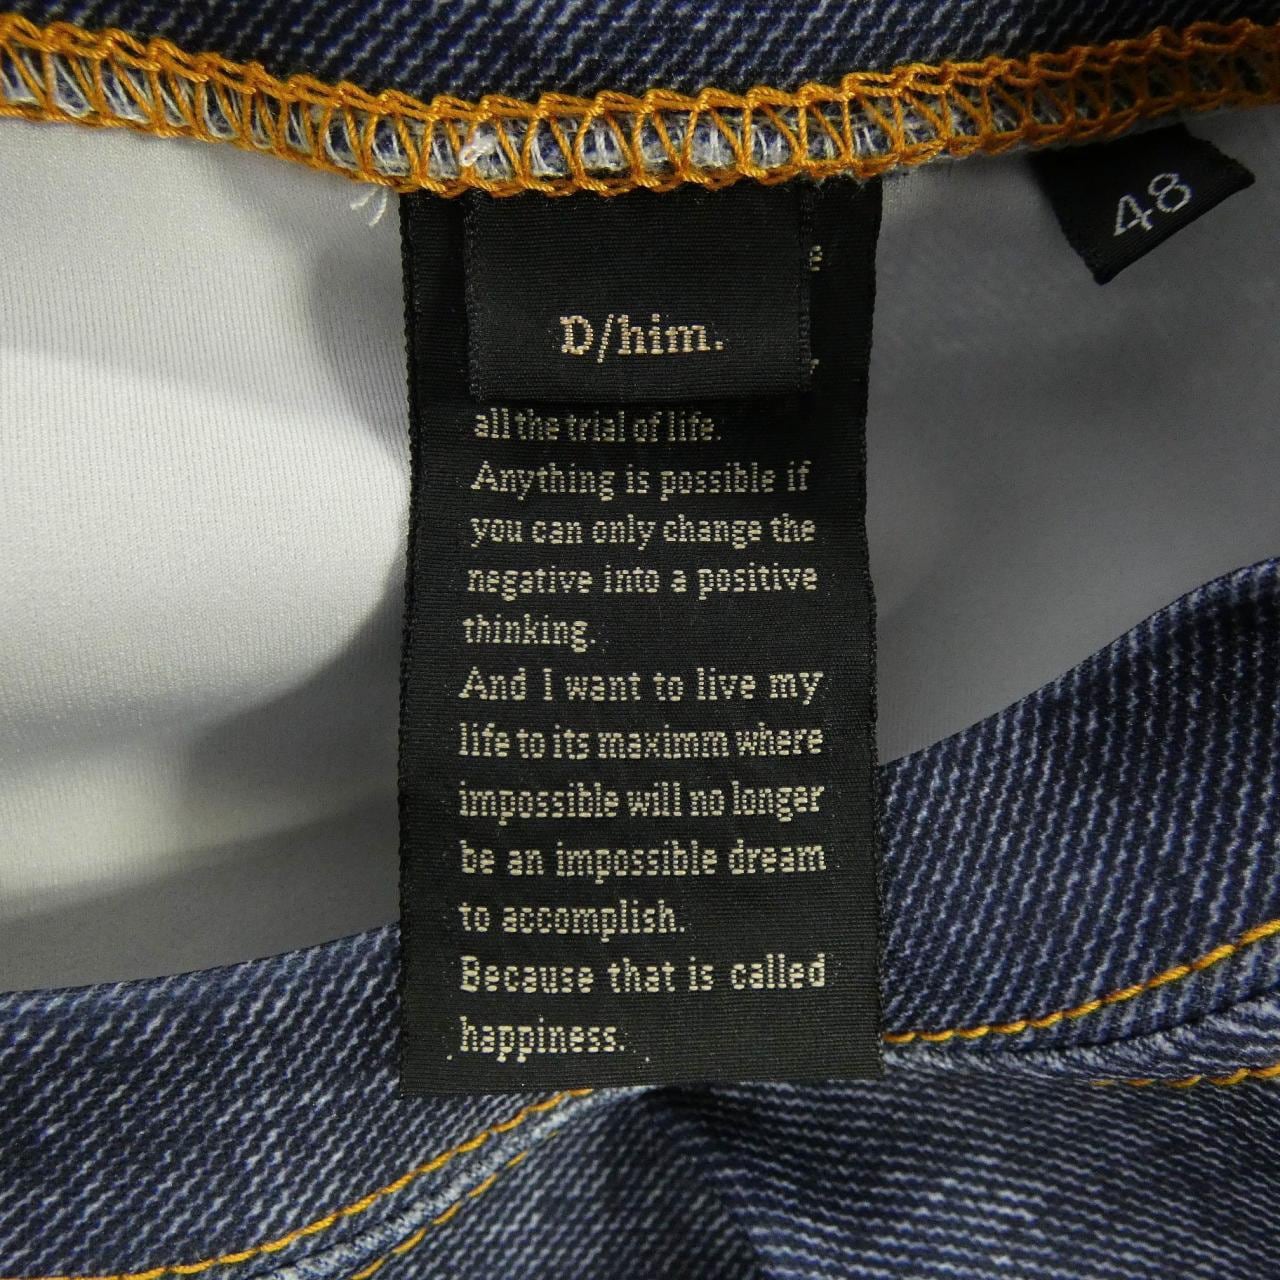 48
D/him.
all the trial of life.
Anything is possible if
you can only change the
negative into a positive
thinking.
And I want to live my
life to its maximm where
impossible will no longer
be an impossible dream
to accomplish.
Because that is called
happiness.